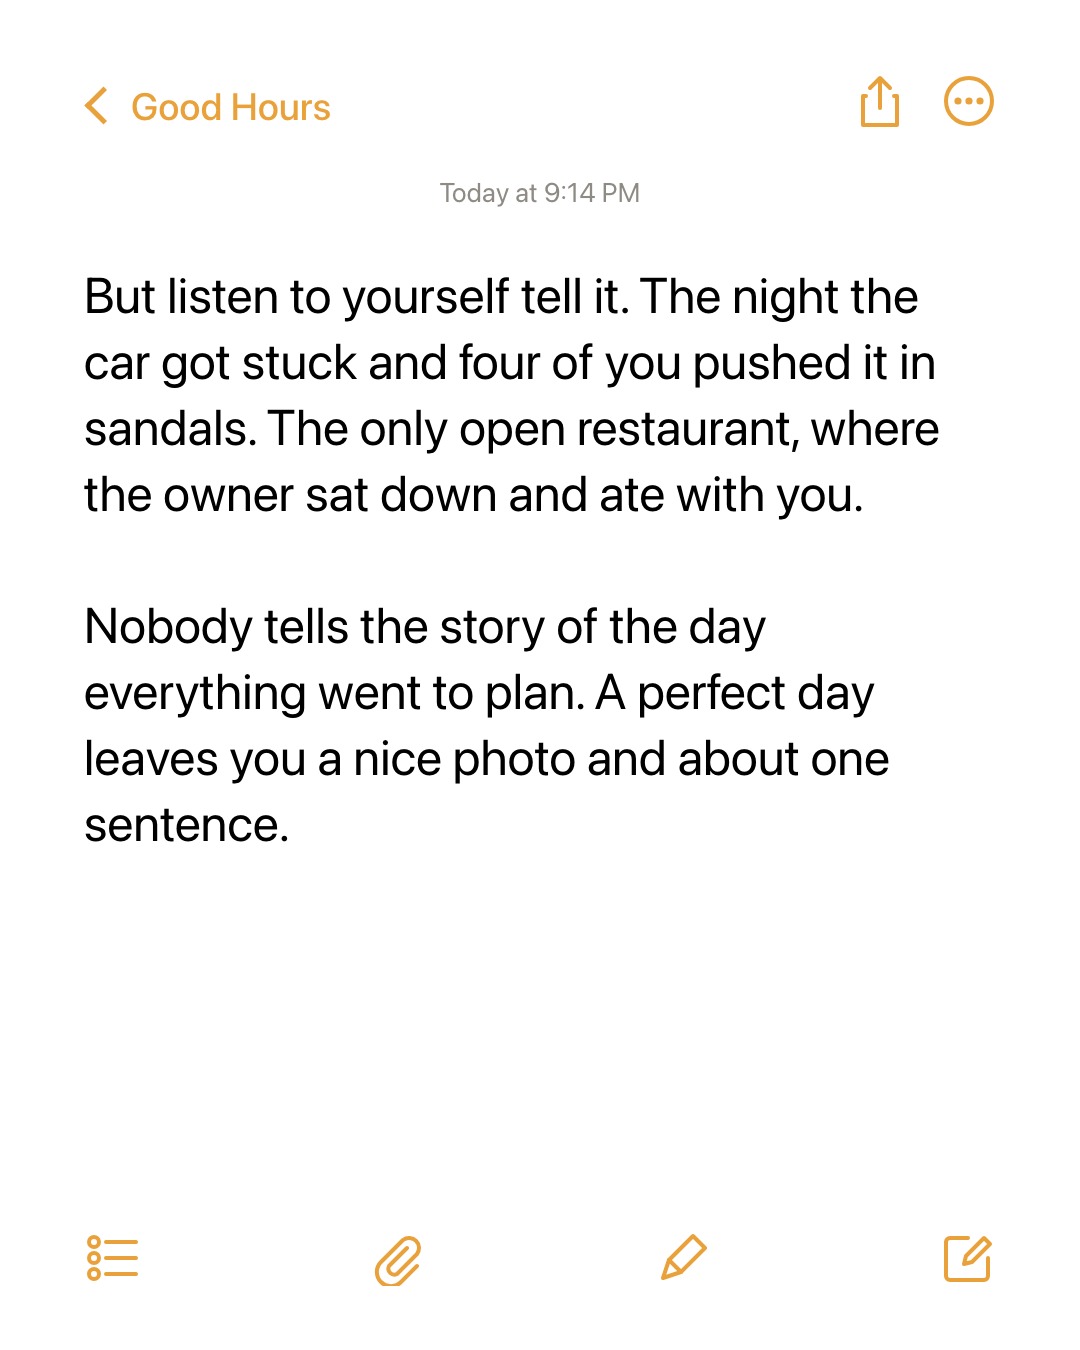 Good Hours
Today at 9:14 PM
But listen to yourself tell it. The night the
car got stuck and four of you pushed it in
sandals. The only open restaurant, where
the owner sat down and ate with you.
Nobody tells the story of the day
everything went to plan. A perfect day
leaves you a nice photo and about one
sentence.